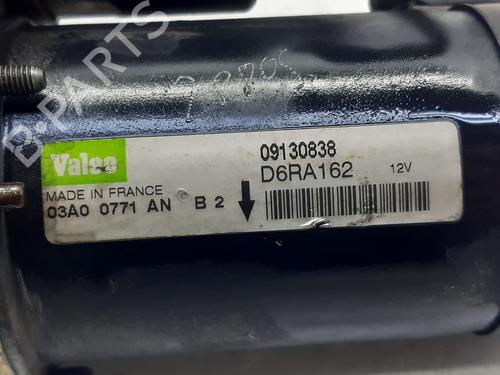 B-PARTS
Valeo
MADE IN FRANCE
03A0 0771 AN B 2
09130838
D6RA162 12V